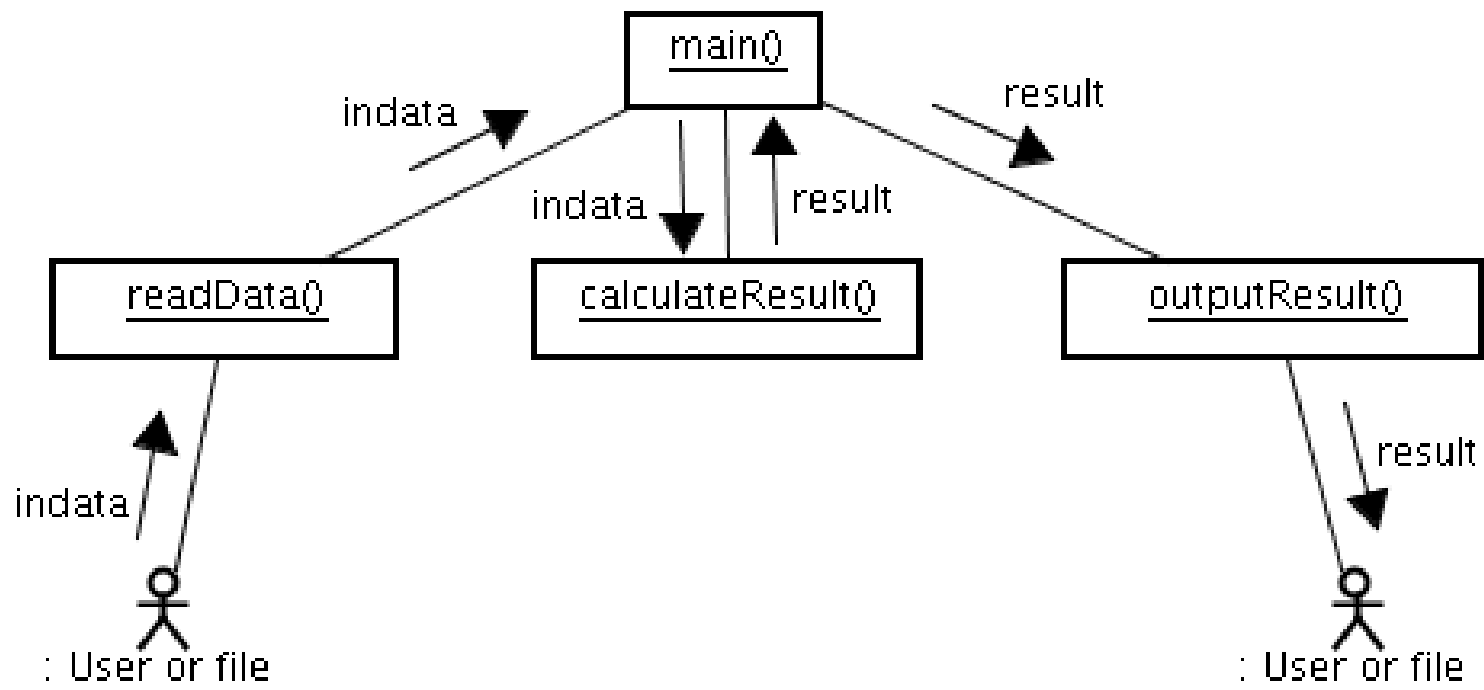 main()
indata
result
indata
result
readData()
calculateResult()
outputResult()
indata
result
: User or file
: User or file